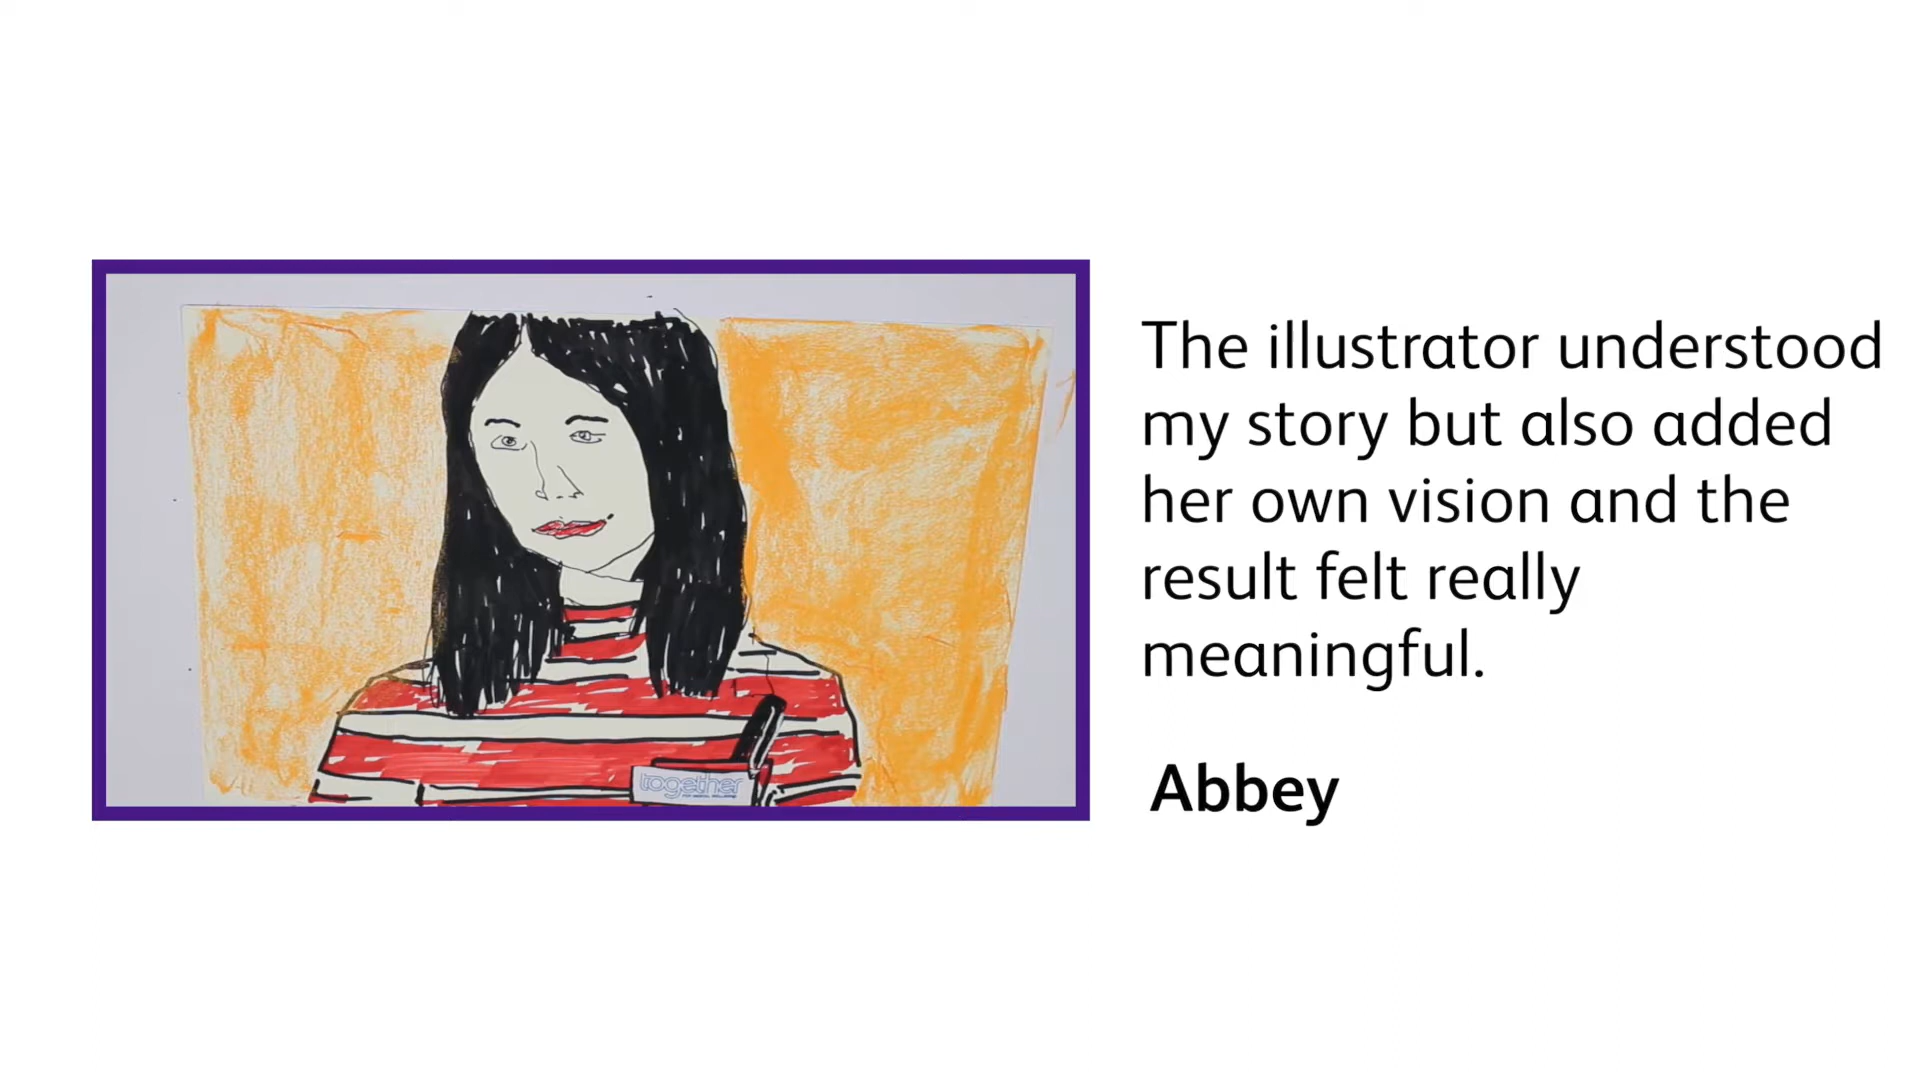 The illustrator understood
my story but also added
her own vision and the
result felt really
meaningful.
Abbey
together